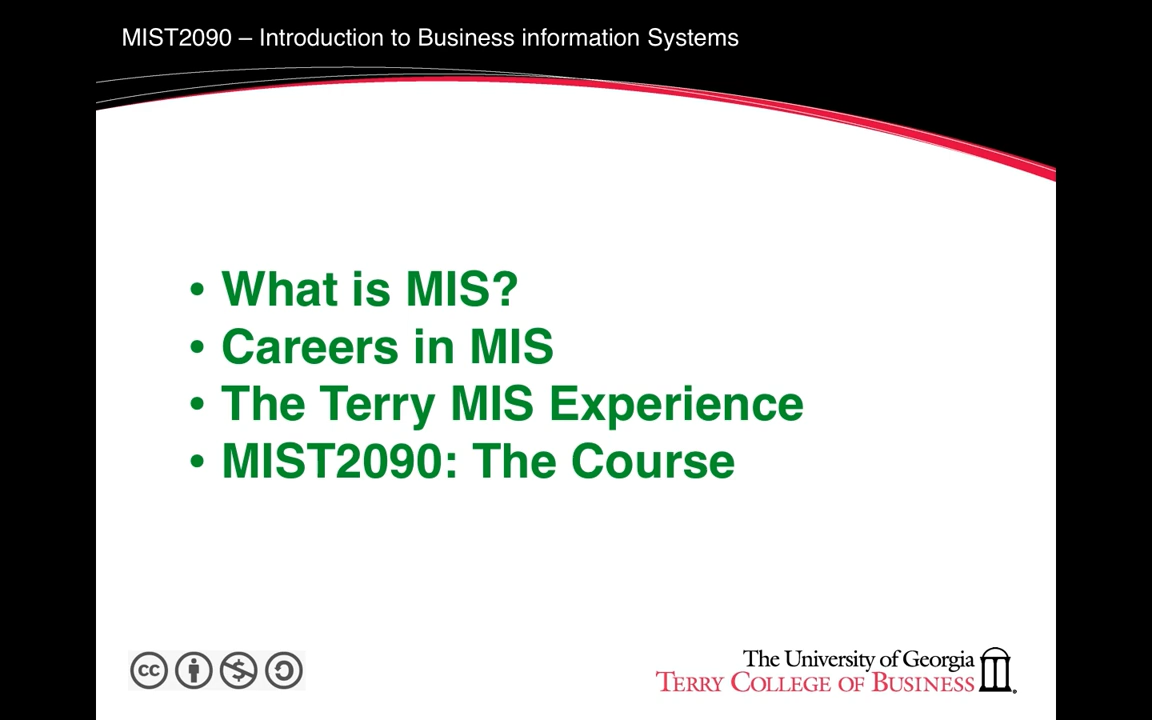 MIST2090 – Introduction to Business information Systems
• What is MIS?
• Careers in MIS
• The Terry MIS Experience
• MIST2090: The Course
cc
The University of Georgia
TERRY COLLEGE OF BUSINESS